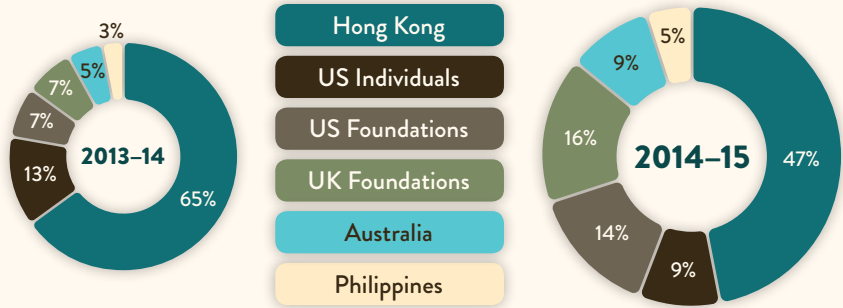 3%
5%
7%
7%
13%
65%
2013–14
Hong Kong
US Individuals
US Foundations
UK Foundations
Australia
Philippines
5%
9%
16%
14%
9%
47%
2014–15